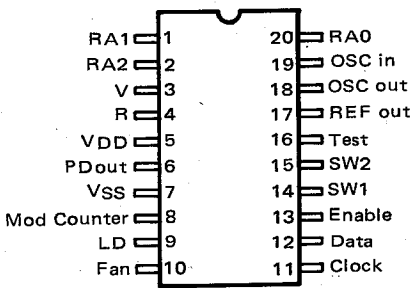 RA1 1 20 RA0
RA2 2 19 OSC in
V 3 18 OSC out
R 4 17 REF out
VDD 5 16 Test
PDout 6 15 SW2
VSS 7 14 SW1
Mod Counter 8 13 Enable
LD 9 12 Data
Fan 10 11 Clock